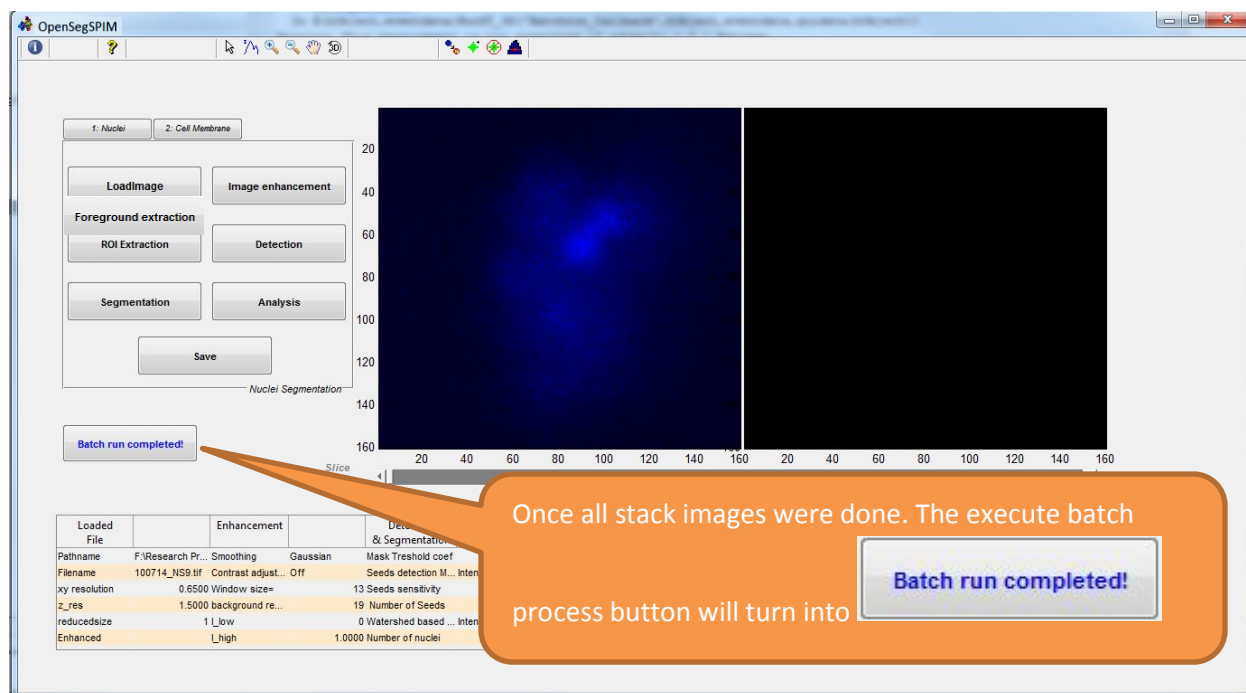 OpenSegSPIM
1: Nuclei 2: Cell Membrane
LoadImage Image enhancement
Foreground extraction
ROI Extraction Detection
Segmentation Analysis
Save
Nuclei Segmentation
Batch run completed!
20
40
60
80
100
120
140
160
20 40 60 80 100 120 140 160 20 40 60 80 100 120 140 160
Slice
Once all stack images were done. The execute batch
process button will turn into Batch run completed!
Loaded File Enhancement & Segmentation
Pathname F:\Research Pr... Smoothing Gaussian Mask Treshold coef
Filename 100714_NS9.tif Contrast adjust... Off Seeds detection M... Inten
xy resolution 0.6500 Window size= 13 Seeds sensitivity
z_res 1.5000 background re... 19 Number of Seeds
reducedsize 1 I_low 0 Watershed based ... Inten
Enhanced I_high 1.0000 Number of nuclei